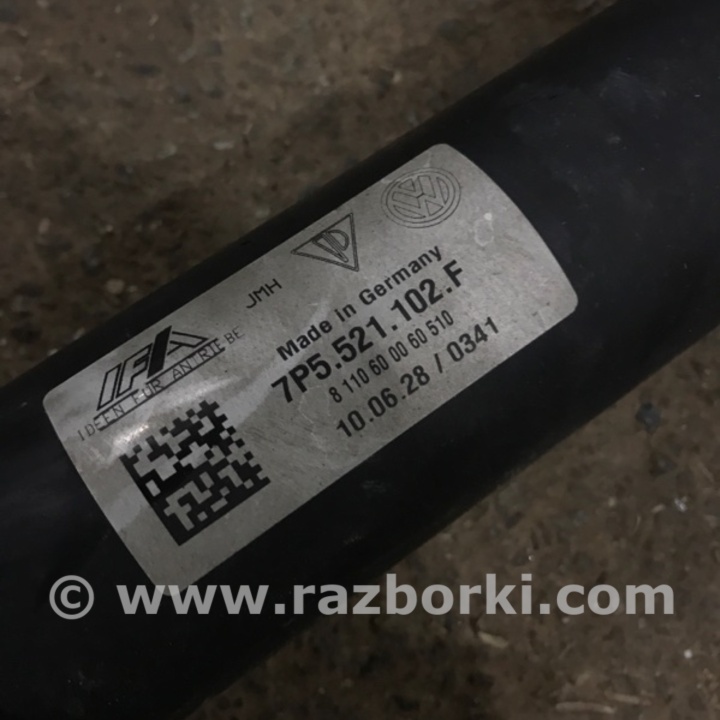 JMH
IFA
IDEEN FÜR ANTRIEBE
Made in Germany
7P5.521.102.F
8 110 60 00 60 510
10.06.28 / 0341
© www.razborki.com